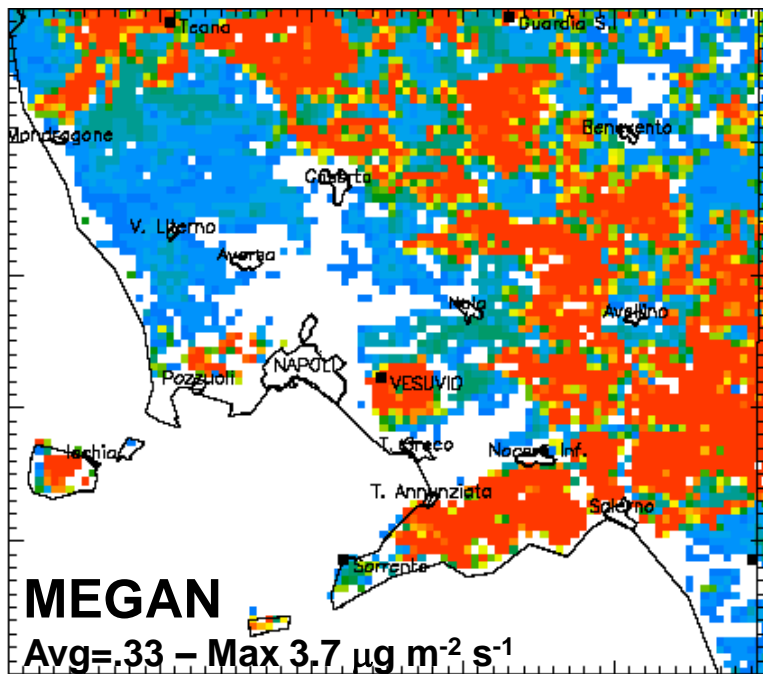 Teana
Guardia S.
Mondragone
Benevento
Caserta
V. Literno
Aversa
Nola
Avellino
NAPOLI
Pozzuoli
VESUVIO
T. Greco
Ischia
Nocera Inf.
T. Annunziata
Salerno
Sorrento
MEGAN
Avg=.33 – Max 3.7 μg m⁻² s⁻¹